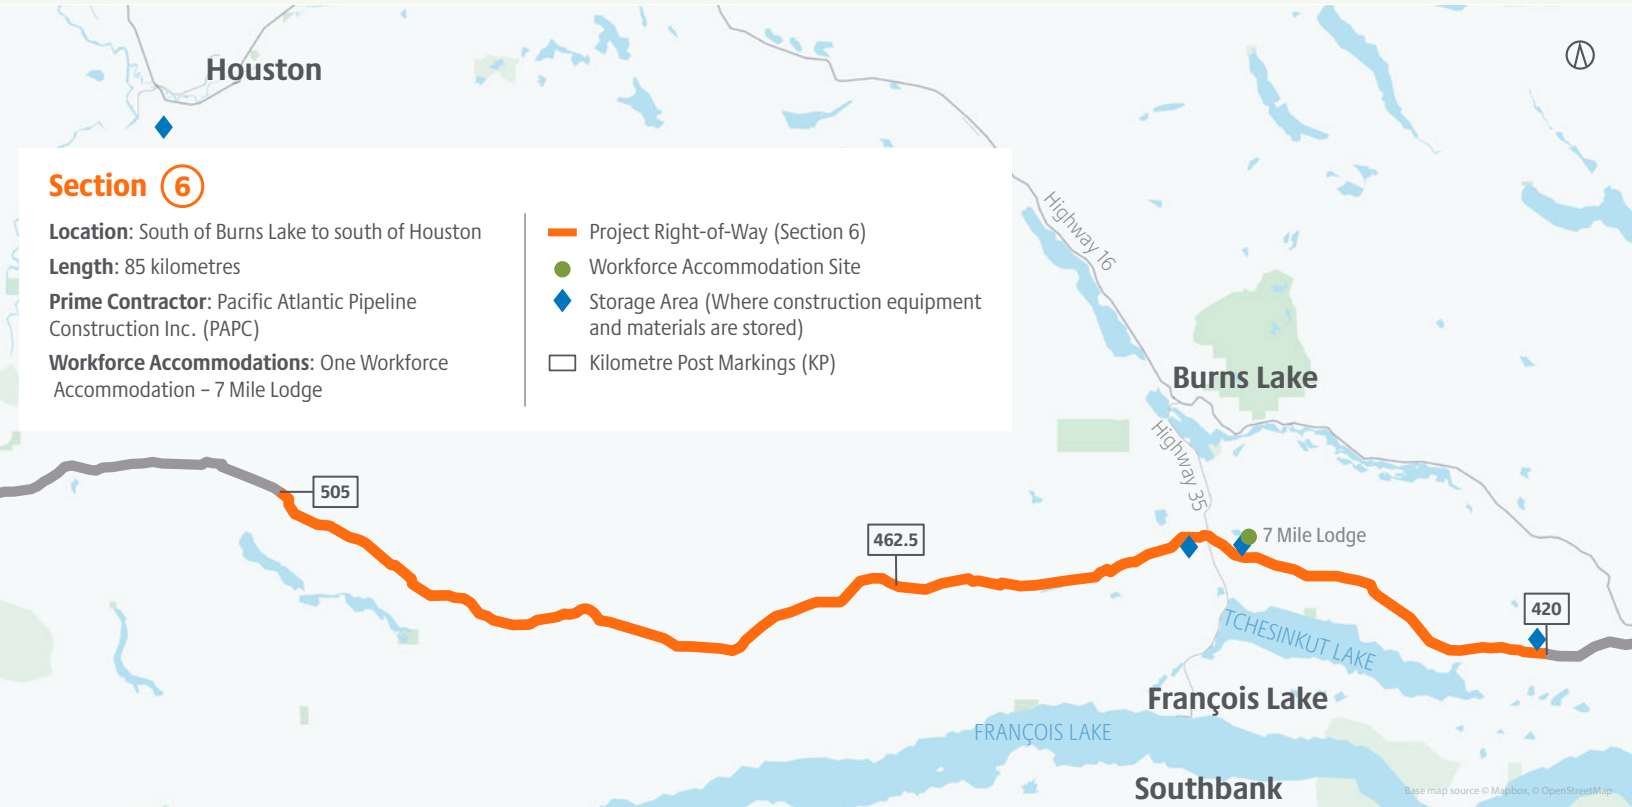 Houston
Section 6
Location: South of Burns Lake to south of Houston
Length: 85 kilometres
Prime Contractor: Pacific Atlantic Pipeline
Construction Inc. (PAPC)
Workforce Accommodations: One Workforce
Accommodation – 7 Mile Lodge
Project Right-of-Way (Section 6)
Workforce Accommodation Site
Storage Area (Where construction equipment
and materials are stored)
Kilometre Post Markings (KP)
Highway 16
Burns Lake
Highway 35
505
462.5
7 Mile Lodge
420
TCHESINKUT LAKE
François Lake
FRANÇOIS LAKE
Southbank
Base map source © Mapbox, © OpenStreetMap